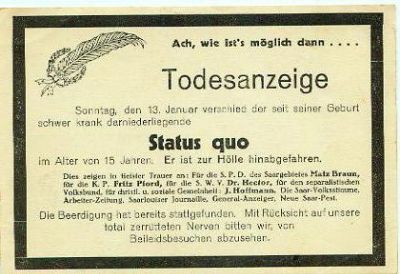 Ach, wie ist's möglich dann . . . .
Todesanzeige
Sonntag, den 13. Januar verschied der seit seiner Geburt
schwer krank darniederliegende
Status quo
im Alter von 15 Jahren. Er ist zur Hölle hinabgefahren.
Dies zeigen in tiefster Trauer an: Für die S. P. D. des Saargebietes Matz Braun,
für die K. P. Fritz Pford, für die S. W. V. Dr. Hector, für den separatistischen
Volksbund, für christl. u. soziale Gemeinheit: J. Hoffmann. Die Saar-Volksstimme,
Arbeiter-Zeitung, Saarlouiser Journaille, General-Anzeiger, Neue Saar-Post.
Die Beerdigung hat bereits stattgefunden. Mit Rücksicht auf unsere
total zerrütteten Nerven bitten wir, von
Beileidsbesuchen abzusehen.